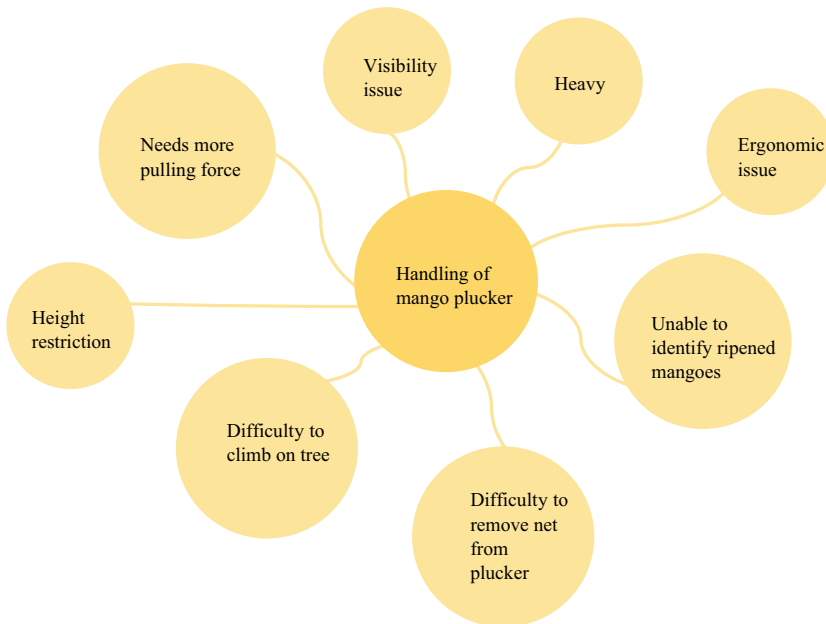 Visibility
issue
Heavy
Needs more
pulling force
Ergonomic
issue
Handling of
mango plucker
Height
restriction
Unable to
identify ripened
mangoes
Difficulty to
climb on tree
Difficulty to
remove net
from
plucker